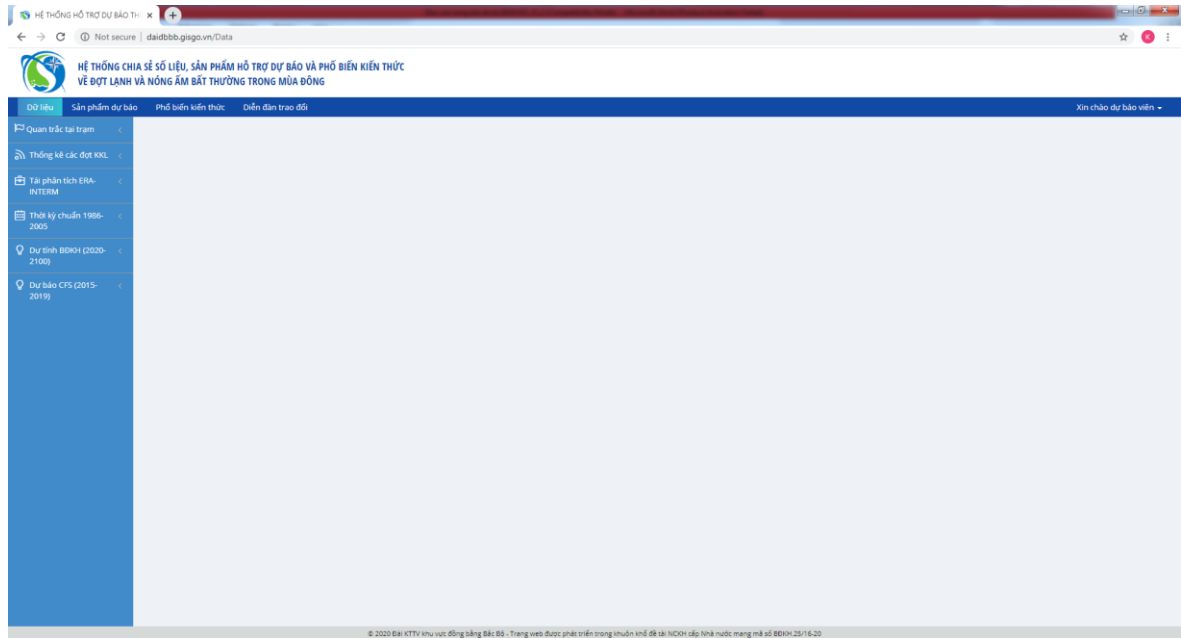 HỆ THỐNG HỖ TRỢ DỰ BÁO TH
Not secure | daidbbb.gisgo.vn/Data
K
HỆ THỐNG CHIA SẺ SỐ LIỆU, SẢN PHẨM HỖ TRỢ DỰ BÁO VÀ PHỔ BIẾN KIẾN THỨC
VỀ ĐỢT LẠNH VÀ NÓNG ẤM BẤT THƯỜNG TRONG MÙA ĐÔNG
Dữ liệu Sản phẩm dự báo Phổ biến kiến thức Diễn đàn trao đổi Xin chào dự báo viên
Quan trắc tại trạm
Thống kê các đợt KKL
Tái phân tích ERA-
INTERM
Thời kỳ chuẩn 1986-
2005
Dự tính BĐKH (2020-
2100)
Dự báo CFS (2015-
2019)
© 2020 Đài KTTV khu vực đồng bằng Bắc Bộ - Trang web được phát triển trong khuôn khổ đề tài NCKH cấp Nhà nước mang mã số BĐKH.25/16-20